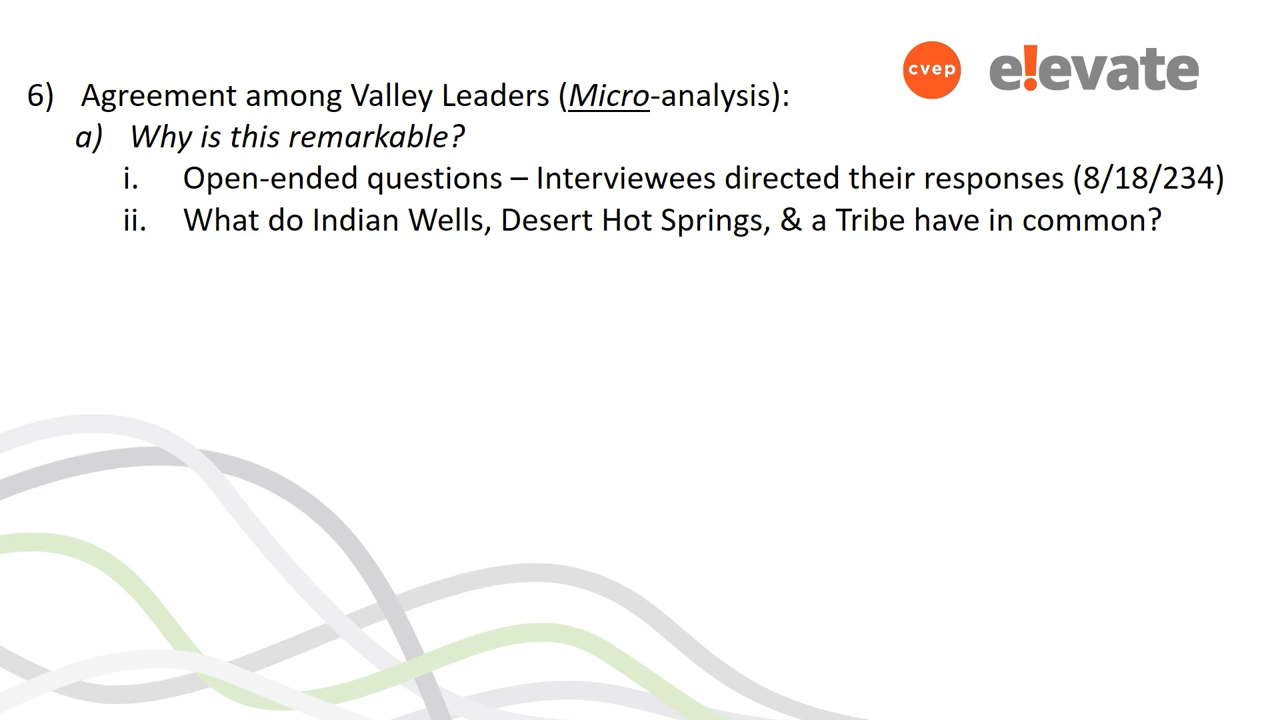 cvep e!evate
6) Agreement among Valley Leaders (Micro-analysis):
a) Why is this remarkable?
i. Open-ended questions – Interviewees directed their responses (8/18/234)
ii. What do Indian Wells, Desert Hot Springs, & a Tribe have in common?